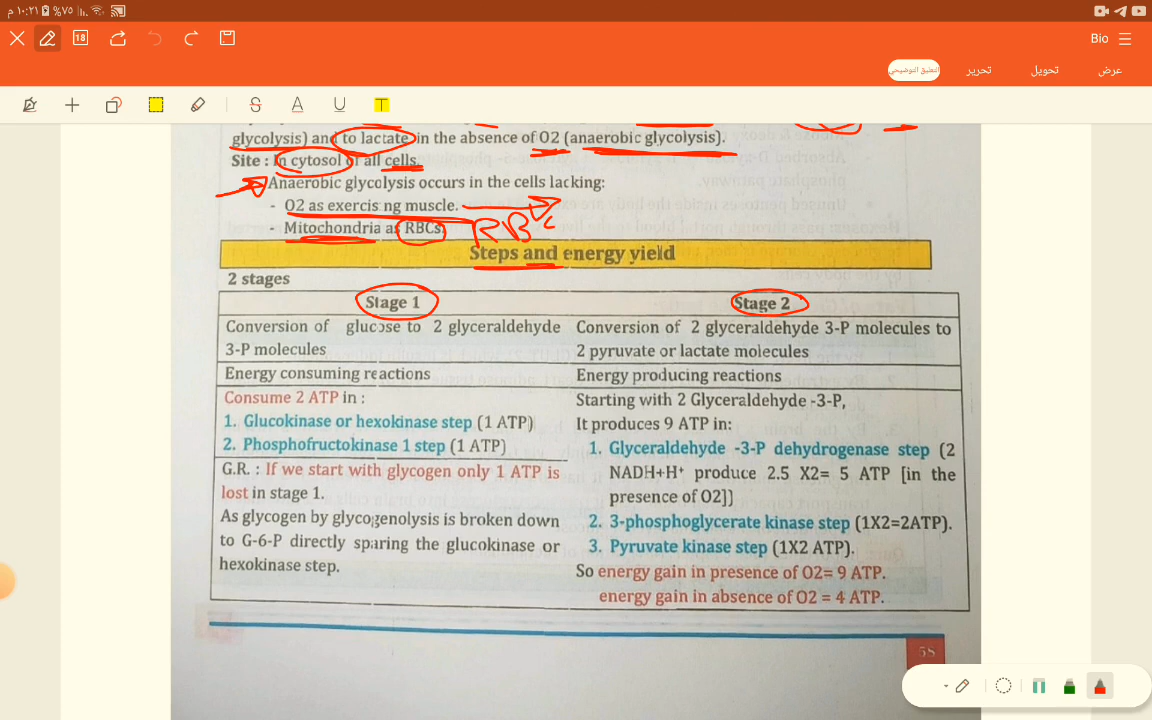 ١٠:٢١ م %٧٥
18
Bio
عرض
تحويل
تحرير
التعليق التوضيحي
S A U T
glycolysis) and to lactate in the absence of O2 (anaerobic glycolysis).
Site : In cytosol of all cells.
Anaerobic glycolysis occurs in the cells lacking:
- O2 as exercising muscle.
- Mitochondria as RBCs.
RBC
Steps and energy yield
2 stages
Stage 1
Conversion of glucose to 2 glyceraldehyde
3-P molecules
Energy consuming reactions
Consume 2 ATP in :
1. Glucokinase or hexokinase step (1 ATP)
2. Phosphofructokinase 1 step (1 ATP)
G.R. : If we start with glycogen only 1 ATP is
lost in stage 1.
As glycogen by glycogenolysis is broken down
to G-6-P directly sparing the glucokinase or
hexokinase step.
Stage 2
Conversion of 2 glyceraldehyde 3-P molecules to
2 pyruvate or lactate molecules
Energy producing reactions
Starting with 2 Glyceraldehyde -3-P,
It produces 9 ATP in:
1. Glyceraldehyde -3-P dehydrogenase step (2
NADH+H+ produce 2.5 X2= 5 ATP [in the
presence of O2])
2. 3-phosphoglycerate kinase step (1X2=2ATP).
3. Pyruvate kinase step (1X2 ATP).
So energy gain in presence of O2= 9 ATP.
energy gain in absence of O2 = 4 ATP.
58